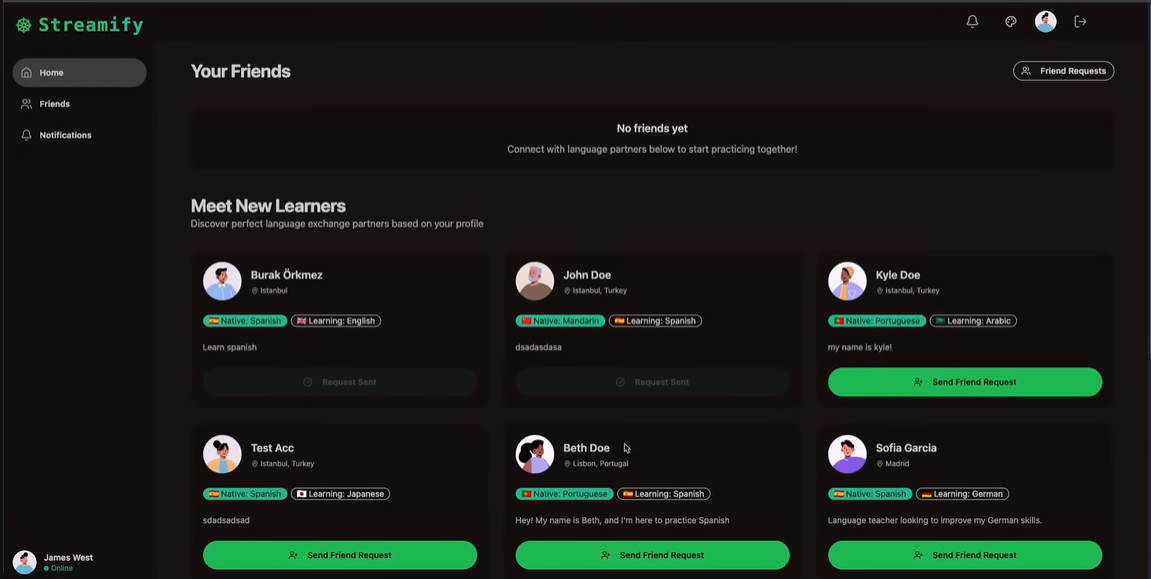 Streamify
Home
Friends
Notifications
Your Friends
Friend Requests
No friends yet
Connect with language partners below to start practicing together!
Meet New Learners
Discover perfect language exchange partners based on your profile
Burak Örkmez
Istanbul
Native: Spanish
Learning: English
Learn spanish
Request Sent
John Doe
Istanbul, Turkey
Native: Mandarin
Learning: Spanish
dsadasdasa
Request Sent
Kyle Doe
Istanbul, Turkey
Native: Portuguese
Learning: Arabic
my name is kyle!
Send Friend Request
Test Acc
Istanbul, Turkey
Native: Spanish
Learning: Japanese
sdadsadsad
Send Friend Request
Beth Doe
Lisbon, Portugal
Native: Portuguese
Learning: Spanish
Hey! My name is Beth, and I'm here to practice Spanish
Send Friend Request
Sofia Garcia
Madrid
Native: Spanish
Learning: German
Language teacher looking to improve my German skills.
Send Friend Request
James West
Online